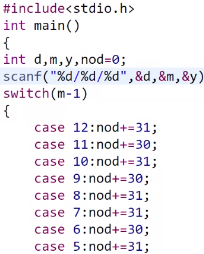 #include<stdio.h>
int main()
{
int d,m,y,nod=0;
scanf("%d/%d/%d",&d,&m,&y)
switch(m-1)
{
case 12:nod+=31;
case 11:nod+=30;
case 10:nod+=31;
case 9:nod+=30;
case 8:nod+=31;
case 7:nod+=31;
case 6:nod+=30;
case 5:nod+=31;